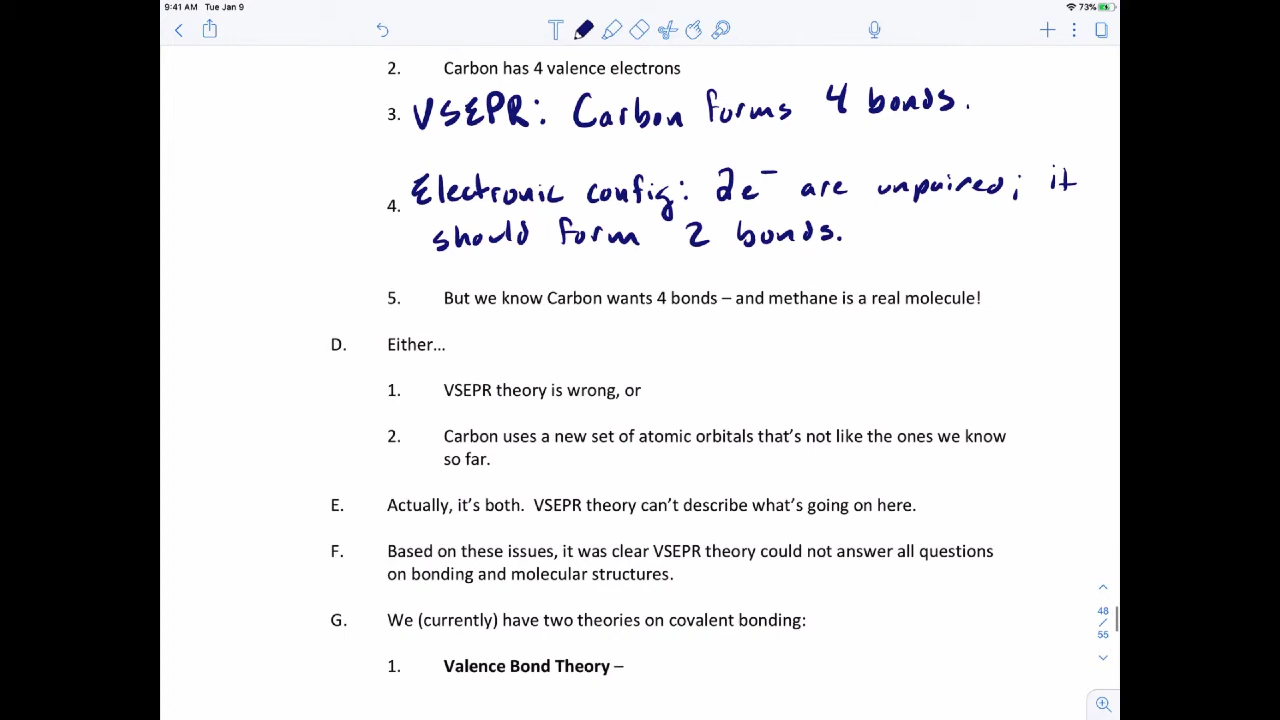 9:41 AM Tue Jan 9 73%
2. Carbon has 4 valence electrons
3. VSEPR: Carbon forms 4 bonds.
4. Electronic config: 2e⁻ are unpaired; it
should form 2 bonds.
5. But we know Carbon wants 4 bonds – and methane is a real molecule!
D. Either…
1. VSEPR theory is wrong, or
2. Carbon uses a new set of atomic orbitals that’s not like the ones we know
so far.
E. Actually, it’s both. VSEPR theory can’t describe what’s going on here.
F. Based on these issues, it was clear VSEPR theory could not answer all questions
on bonding and molecular structures.
48
/
55
G. We (currently) have two theories on covalent bonding:
1. Valence Bond Theory –